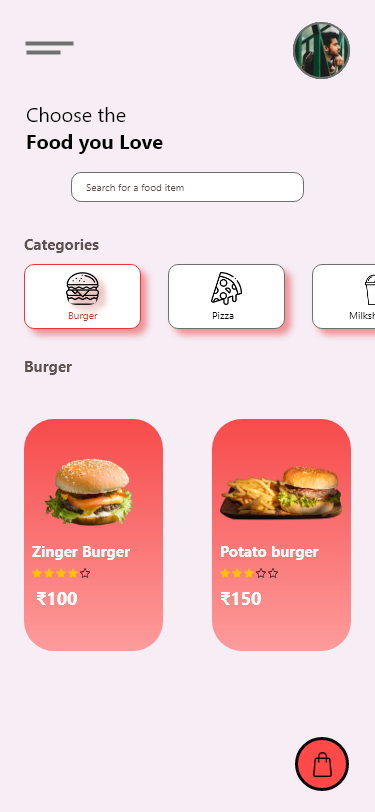 Choose the
Food you Love
Search for a food item
Categories
Burger
Pizza
Burger
Zinger Burger
₹100
Potato burger
₹150